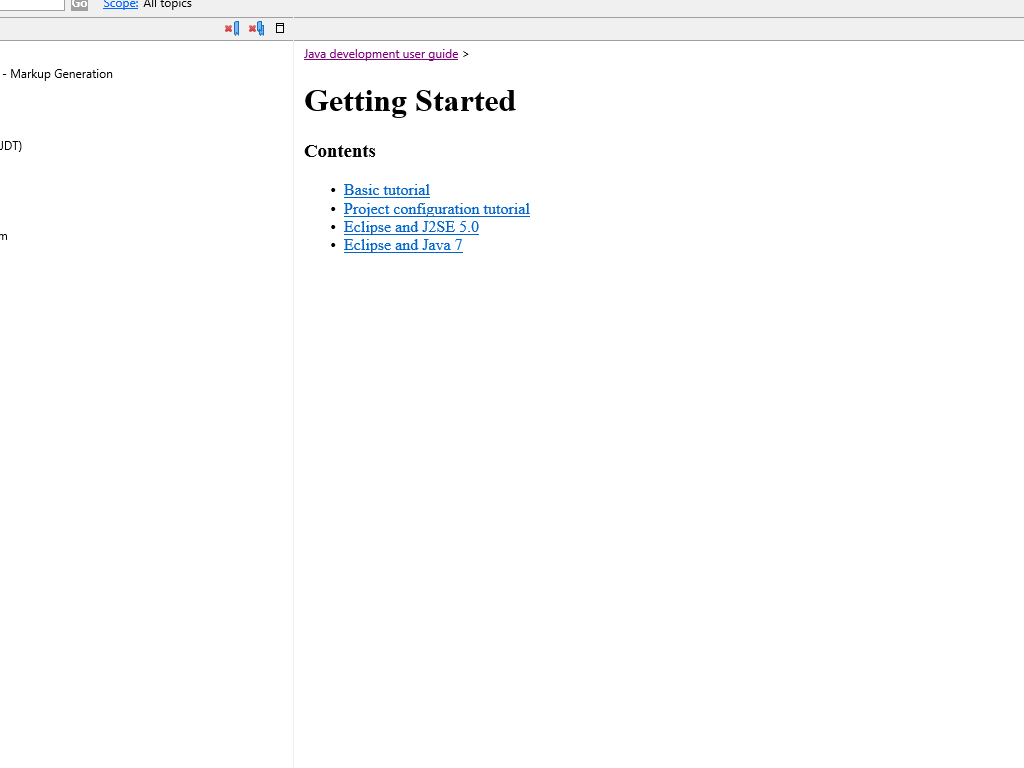 Go Scope: All topics
- Markup Generation
JDT)
m
Java development user guide >
Getting Started
Contents
• Basic tutorial
• Project configuration tutorial
• Eclipse and J2SE 5.0
• Eclipse and Java 7